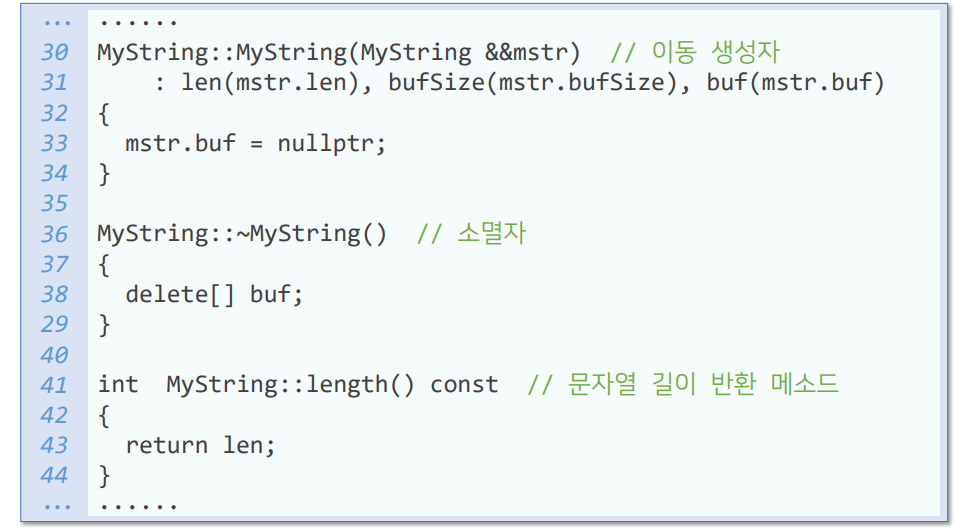 ... ......
30 MyString::MyString(MyString &&mstr)  // 이동 생성자
31     : len(mstr.len), bufSize(mstr.bufSize), buf(mstr.buf)
32 {
33   mstr.buf = nullptr;
34 }
35
36 MyString::~MyString()  // 소멸자
37 {
38   delete[] buf;
29 }
40
41 int  MyString::length() const  // 문자열 길이 반환 메소드
42 {
43   return len;
44 }
... ......